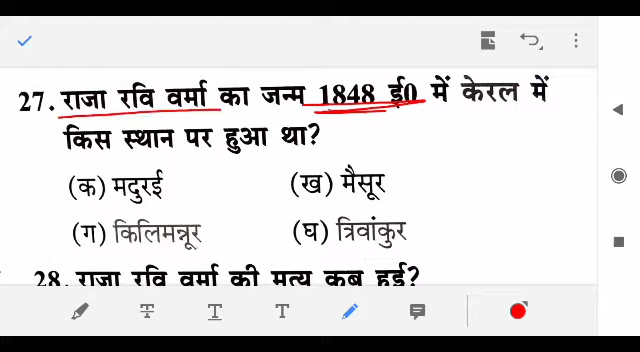 27. राजा रवि वर्मा का जन्म 1848 ई0 में केरल में
किस स्थान पर हुआ था?
(क) मदुरई (ख) मैसूर
(ग) किलिमन्नूर (घ) त्रिवांकुर
28. राजा रवि वर्मा की मृत्यु कब हुई?